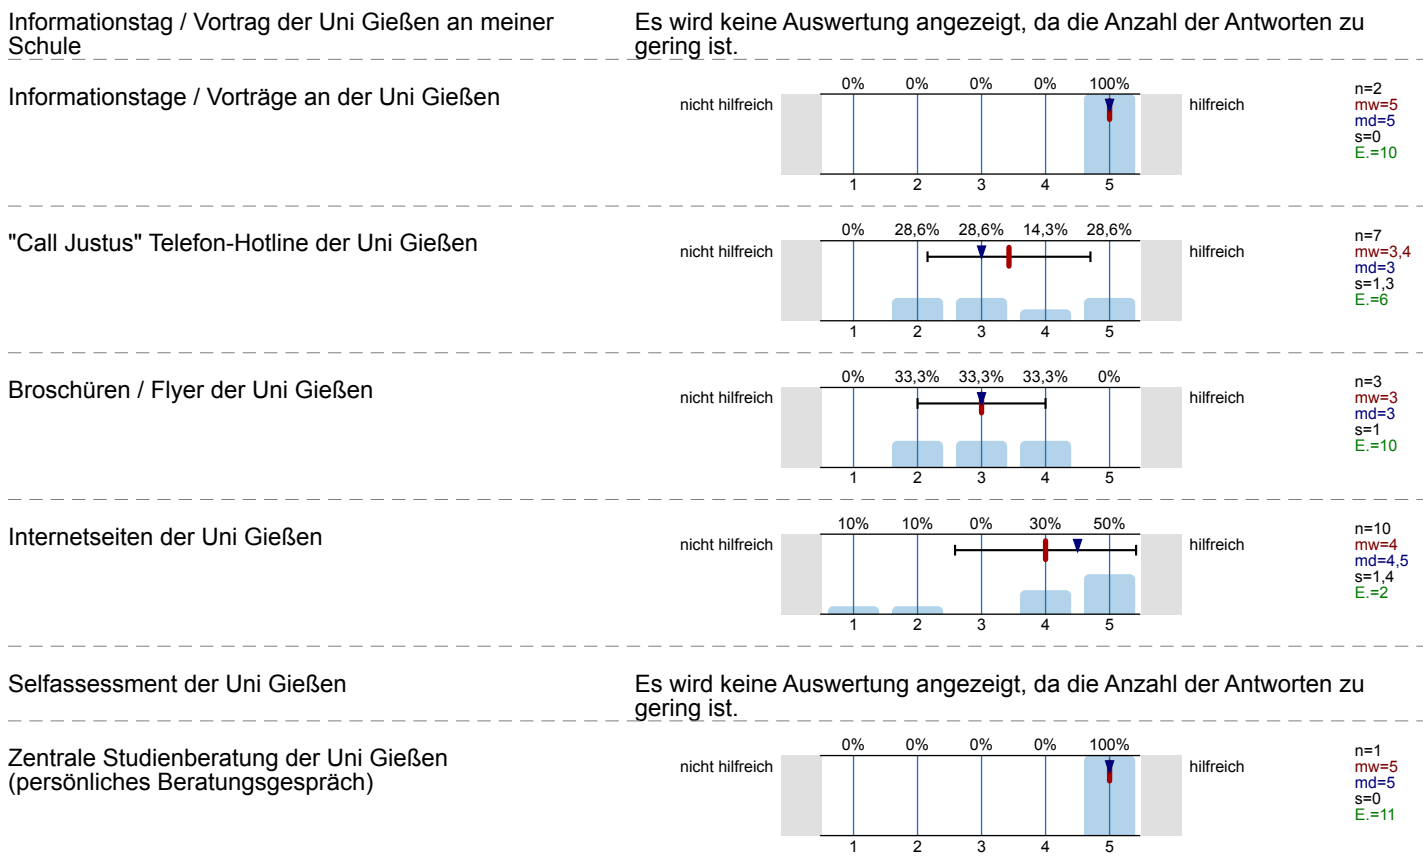 Informationstag / Vortrag der Uni Gießen an meiner
Schule
Es wird keine Auswertung angezeigt, da die Anzahl der Antworten zu
gering ist.
Informationstage / Vorträge an der Uni Gießen
nicht hilfreich
0% 0% 0% 0% 100%
1 2 3 4 5
hilfreich
n=2
mw=5
md=5
s=0
E.=10
"Call Justus" Telefon-Hotline der Uni Gießen
nicht hilfreich
0% 28,6% 28,6% 14,3% 28,6%
1 2 3 4 5
hilfreich
n=7
mw=3,4
md=3
s=1,3
E.=6
Broschüren / Flyer der Uni Gießen
nicht hilfreich
0% 33,3% 33,3% 33,3% 0%
1 2 3 4 5
hilfreich
n=3
mw=3
md=3
s=1
E.=10
Internetseiten der Uni Gießen
nicht hilfreich
10% 10% 0% 30% 50%
1 2 3 4 5
hilfreich
n=10
mw=4
md=4,5
s=1,4
E.=2
Selfassessment der Uni Gießen
Es wird keine Auswertung angezeigt, da die Anzahl der Antworten zu
gering ist.
Zentrale Studienberatung der Uni Gießen
(persönliches Beratungsgespräch)
nicht hilfreich
0% 0% 0% 0% 100%
1 2 3 4 5
hilfreich
n=1
mw=5
md=5
s=0
E.=11